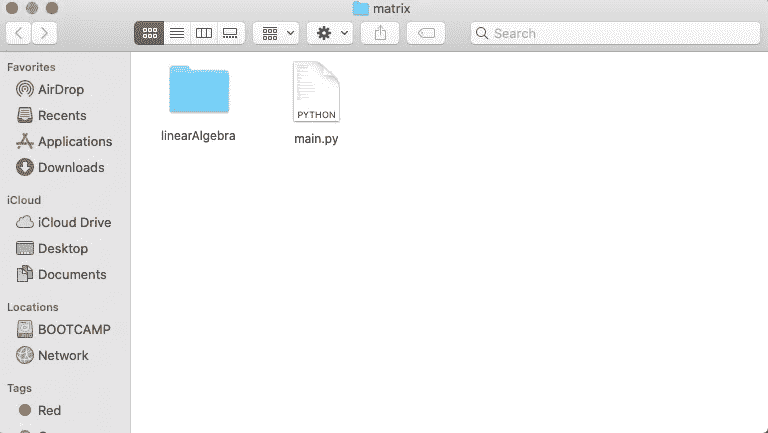 matrix
Search
Favorites
AirDrop
Recents
Applications
Downloads
iCloud
iCloud Drive
Desktop
Documents
Locations
BOOTCAMP
Network
Tags
Red
PYTHON
linearAlgebra
main.py